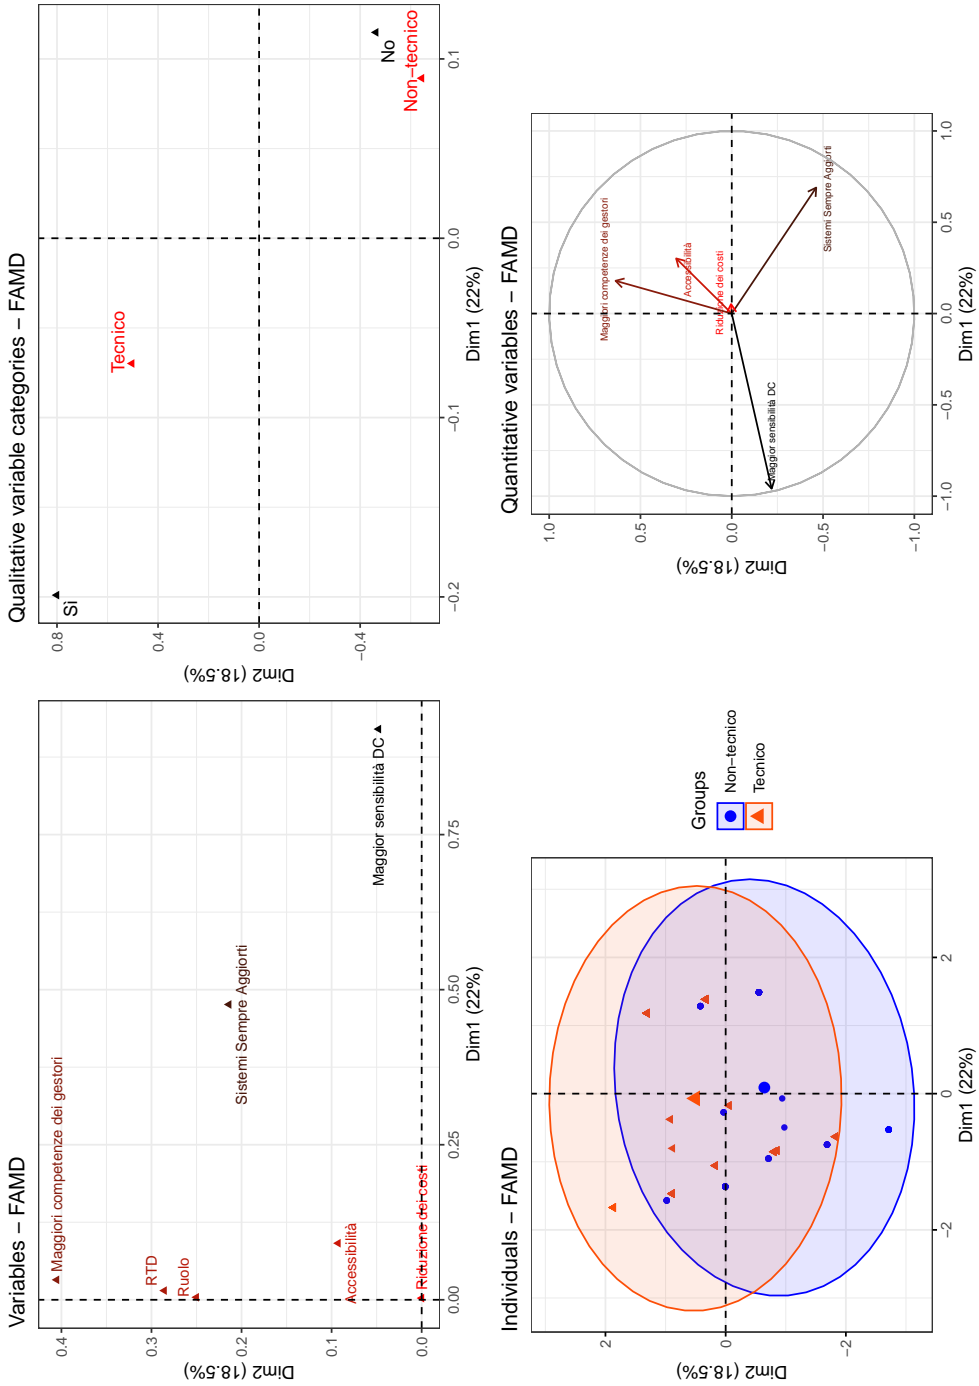 Variables − FAMD
Maggiori competenze dei gestori
RTD
Ruolo
Sistemi Sempre Aggiorti
Accessibilità
Maggior sensibilità DC
Riduzione dei costi
0.4
0.3
0.2
0.1
0.0
0.00
0.25
0.50
0.75
Dim1 (22%)
Dim2 (18.5%)
Qualitative variable categories − FAMD
Sì
Tecnico
No
Non−tecnico
0.8
0.4
0.0
−0.4
−0.2
−0.1
0.0
0.1
Dim1 (22%)
Dim2 (18.5%)
Individuals − FAMD
2
0
−2
−2
0
2
Dim1 (22%)
Dim2 (18.5%)
Groups
Non−tecnico
Tecnico
Quantitative variables − FAMD
Maggiori competenze dei gestori
Accessibilità
Riduzione dei costi
Maggior sensibilità DC
Sistemi Sempre Aggiorti
1.0
0.5
0.0
−0.5
−1.0
−1.0
−0.5
0.0
0.5
1.0
Dim1 (22%)
Dim2 (18.5%)